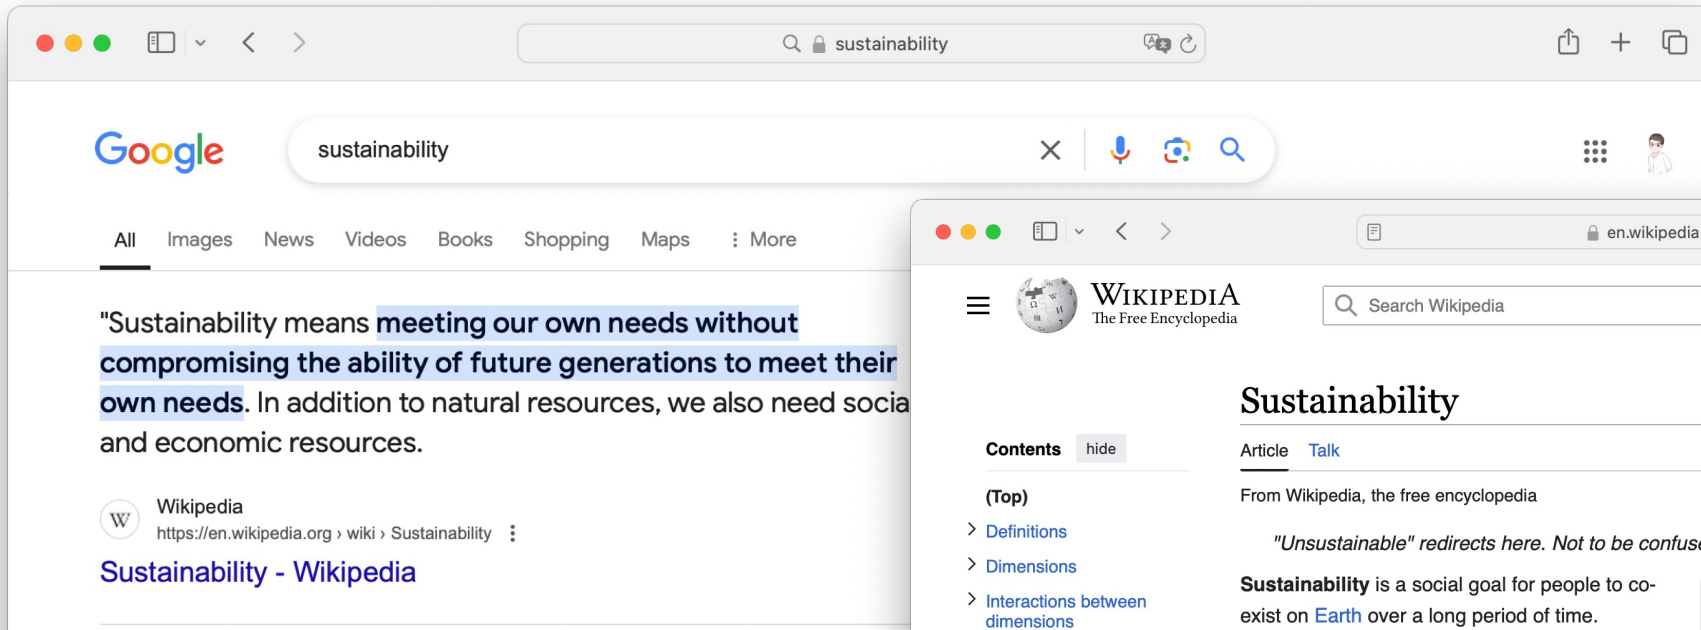 sustainability
Google
sustainability
All Images News Videos Books Shopping Maps More
"Sustainability means meeting our own needs without
compromising the ability of future generations to meet their
own needs. In addition to natural resources, we also need socia
and economic resources.
W
Wikipedia
https://en.wikipedia.org › wiki › Sustainability
Sustainability - Wikipedia
en.wikipedia
WIKIPEDIA
The Free Encyclopedia
Search Wikipedia
Contents hide
(Top)
Definitions
Dimensions
Interactions between
dimensions
Sustainability
Article Talk
From Wikipedia, the free encyclopedia
"Unsustainable" redirects here. Not to be confuse
Sustainability is a social goal for people to co-
exist on Earth over a long period of time.